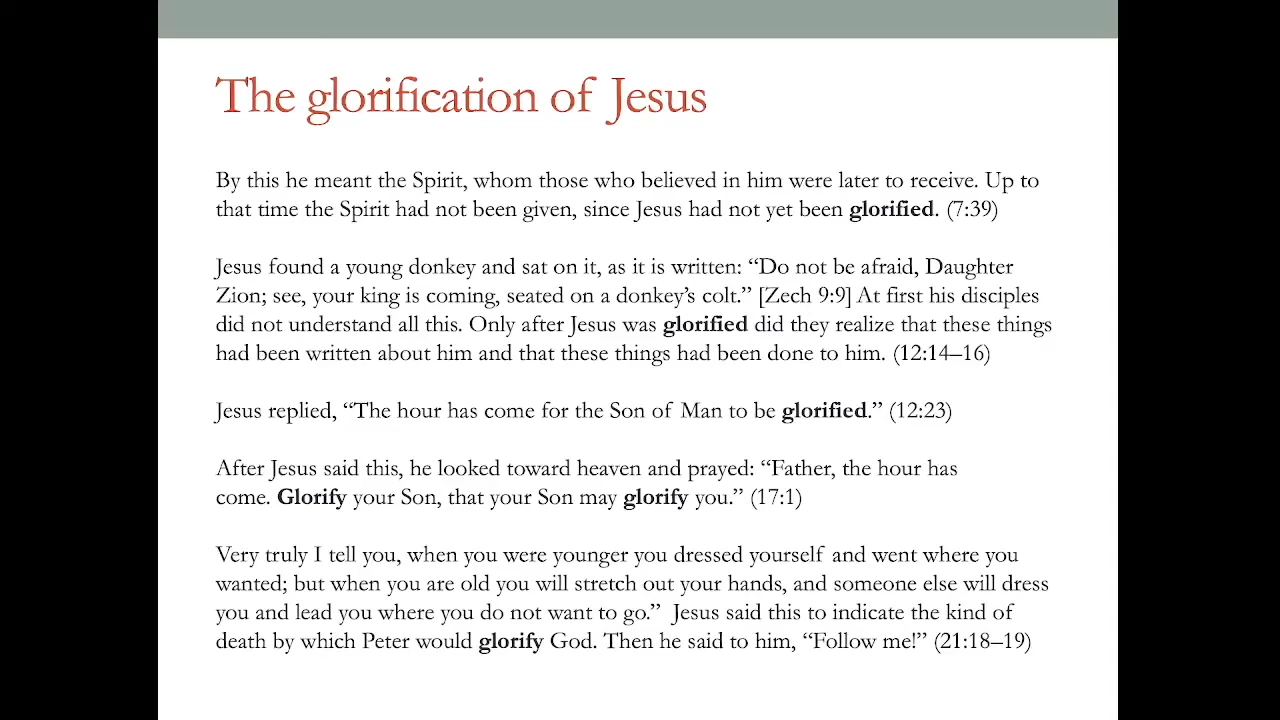 The glorification of Jesus
By this he meant the Spirit, whom those who believed in him were later to receive. Up to
that time the Spirit had not been given, since Jesus had not yet been glorified. (7:39)
Jesus found a young donkey and sat on it, as it is written: “Do not be afraid, Daughter
Zion; see, your king is coming, seated on a donkey’s colt.” [Zech 9:9] At first his disciples
did not understand all this. Only after Jesus was glorified did they realize that these things
had been written about him and that these things had been done to him. (12:14–16)
Jesus replied, “The hour has come for the Son of Man to be glorified.” (12:23)
After Jesus said this, he looked toward heaven and prayed: “Father, the hour has
come. Glorify your Son, that your Son may glorify you.” (17:1)
Very truly I tell you, when you were younger you dressed yourself and went where you
wanted; but when you are old you will stretch out your hands, and someone else will dress
you and lead you where you do not want to go.” Jesus said this to indicate the kind of
death by which Peter would glorify God. Then he said to him, “Follow me!” (21:18–19)